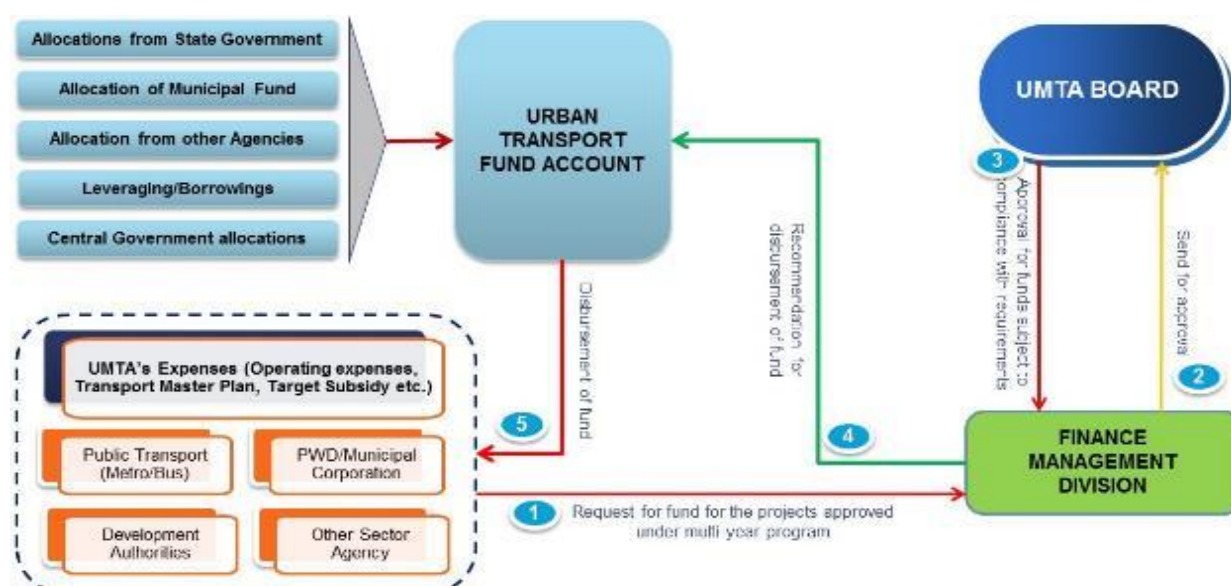 Allocations from State Government
Allocation of Municipal Fund
Allocation from other Agencies
Leveraging/Borrowings
Central Government allocations
URBAN
TRANSPORT
FUND ACCOUNT
UMTA BOARD
3
Approval for funds subject to
compliance with requirements
Send for approval
2
Recommendation for
disbursement of fund
Disbursement of fund
UMTA's Expenses (Operating expenses,
Transport Master Plan, Target Subsidy etc.)
Public Transport
(Metro/Bus)
PWD/Municipal
Corporation
Development
Authorities
Other Sector
Agency
5
4
FINANCE
MANAGEMENT
DIVISION
1
Request for fund for the projects approved
under multi year program